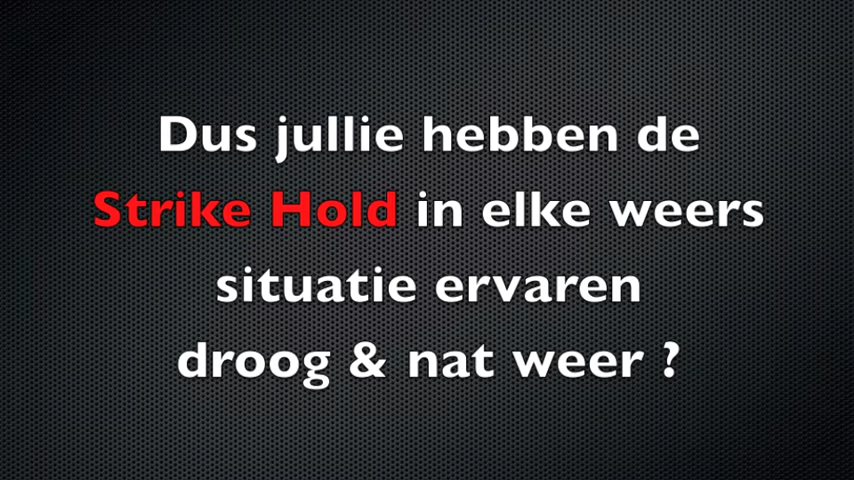 Dus jullie hebben de
Strike Hold in elke weers
situatie ervaren
droog & nat weer ?